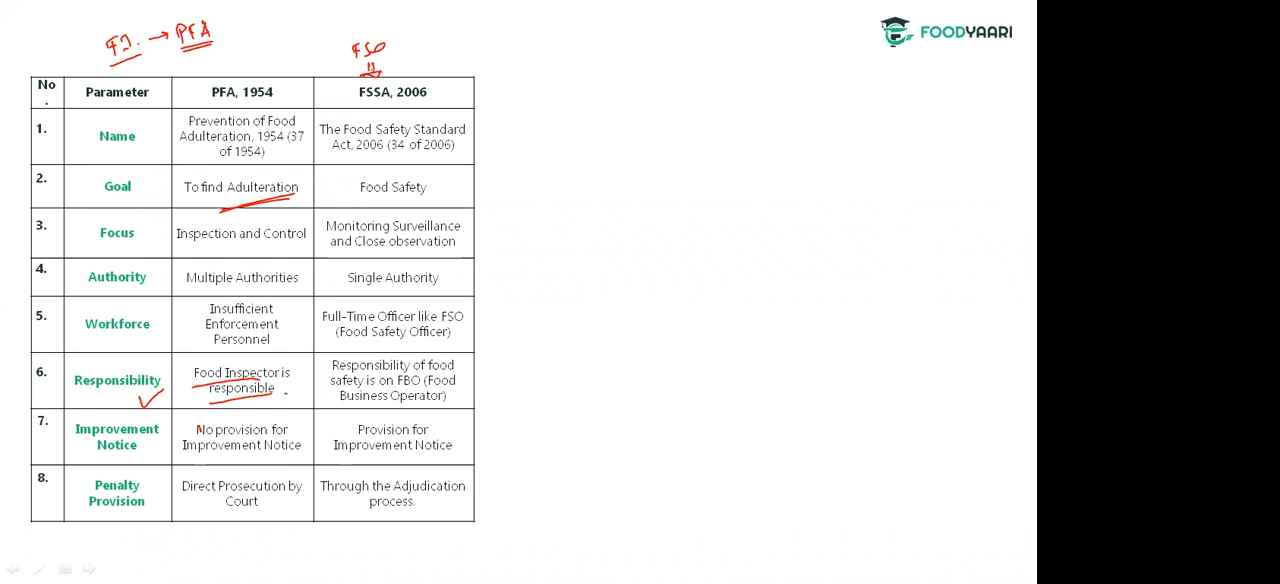 FI. → PFA
FSO
FOODYAARI
No
.
Parameter
PFA, 1954
FSSA, 2006
1.
Name
Prevention of Food
Adulteration, 1954 (37
of 1954)
The Food Safety Standard
Act, 2006 (34 of 2006)
2.
Goal
To find Adulteration
Food Safety
3.
Focus
Inspection and Control
Monitoring Surveillance
and Close observation
4.
Authority
Multiple Authorities
Single Authority
5.
Workforce
Insufficient
Enforcement
Personnel
Full-Time Officer like FSO
(Food Safety Officer)
6.
Responsibility
Food Inspector is
responsible
Responsibility of food
safety is on FBO (Food
Business Operator)
7.
Improvement
Notice
No provision for
Improvement Notice
Provision for
Improvement Notice
8.
Penalty
Provision
Direct Prosecution by
Court
Through the Adjudication
process.